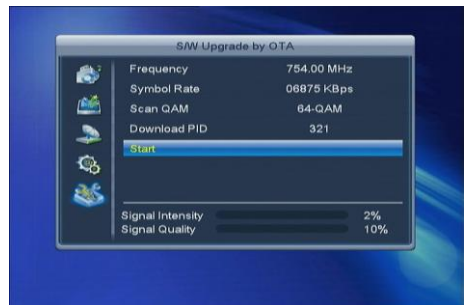 S/W Upgrade by OTA
Frequency 754.00 MHz
Symbol Rate 06875 KBps
Scan QAM 64-QAM
Download PID 321
Start
Signal Intensity 2%
Signal Quality 10%